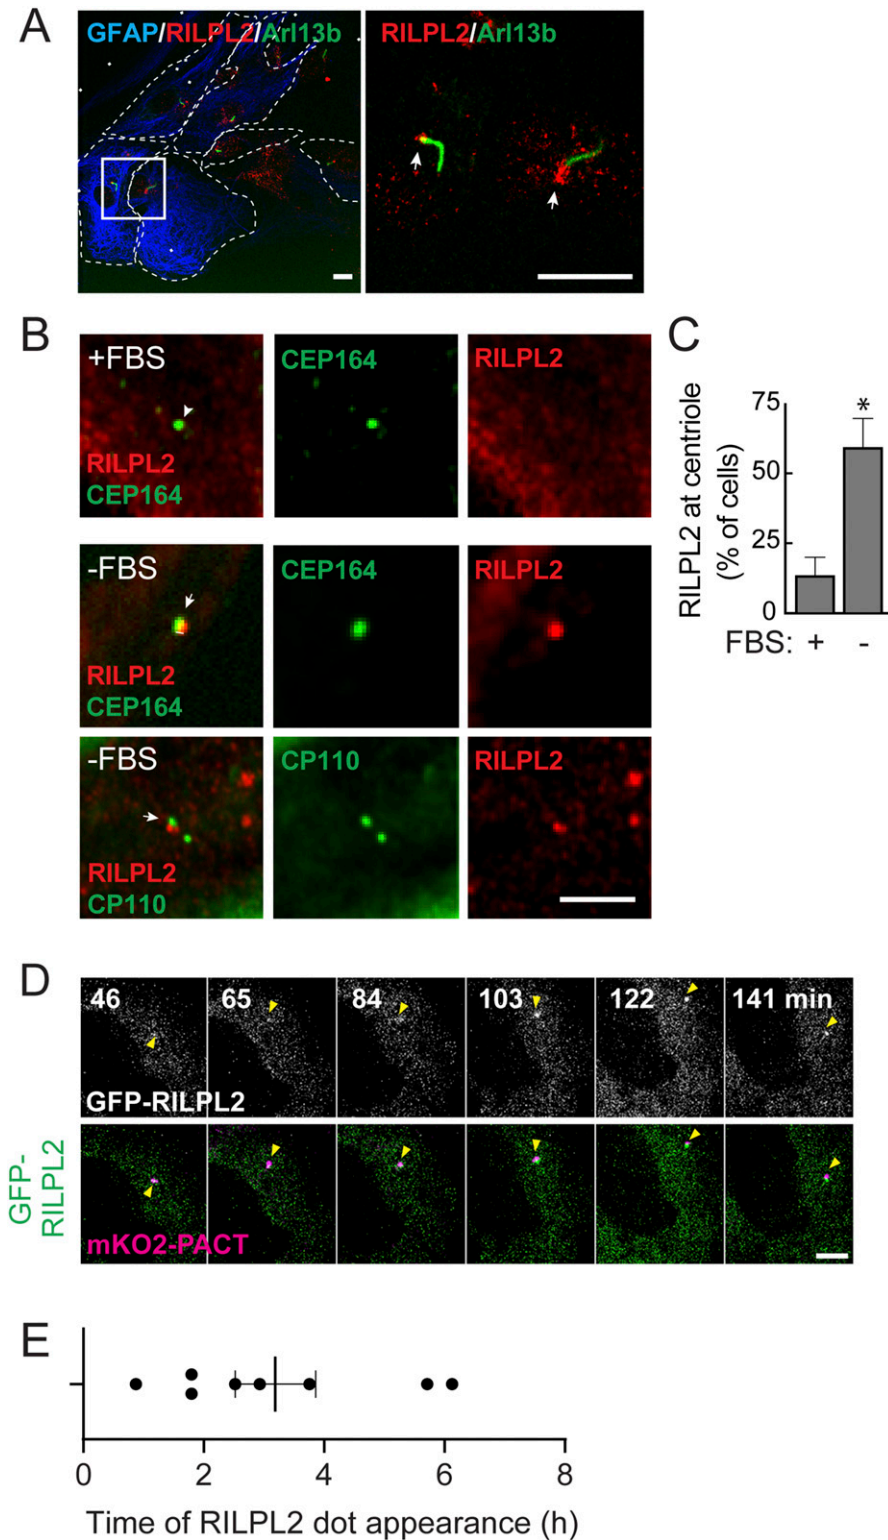 A
GFAP/RILPL2/Arl13b
RILPL2/Arl13b
B
+FBS
RILPL2
CEP164
CEP164
RILPL2
-FBS
RILPL2
CEP164
CEP164
RILPL2
-FBS
RILPL2
CP110
CP110
RILPL2
C
RILPL2 at centriole
(% of cells)
75
50
25
0
*
FBS: + -
D
46 65 84 103 122 141 min
GFP-RILPL2
GFP-
RILPL2
mKO2-PACT
E
0 2 4 6 8
Time of RILPL2 dot appearance (h)